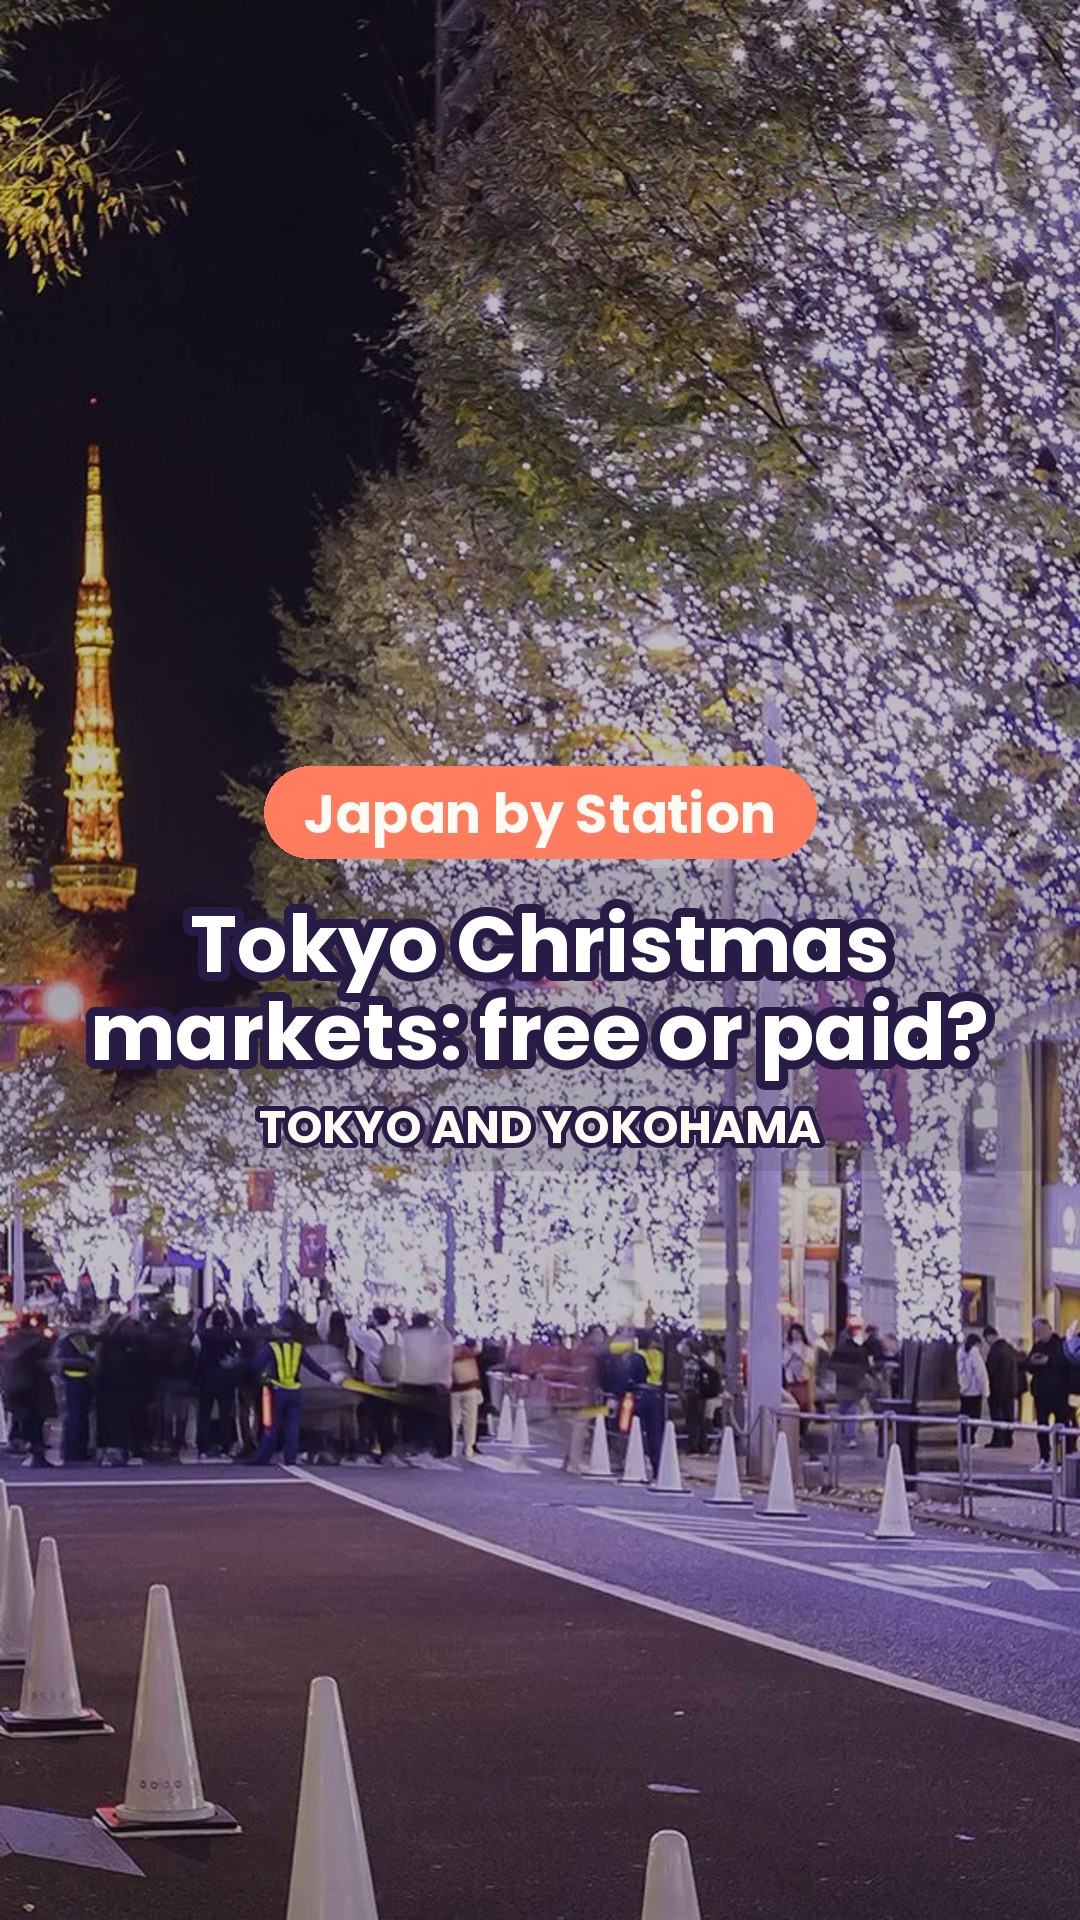 Japan by Station
Tokyo Christmas
markets: free or paid?
TOKYO AND YOKOHAMA